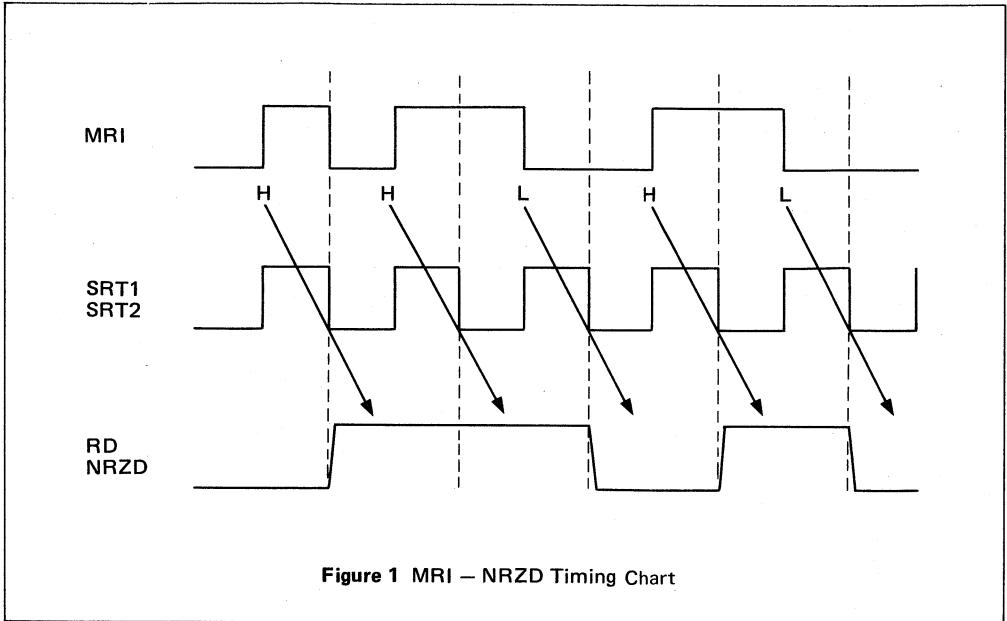 MRI
H H L H L
SRT1
SRT2
RD
NRZD
Figure 1 MRI – NRZD Timing Chart